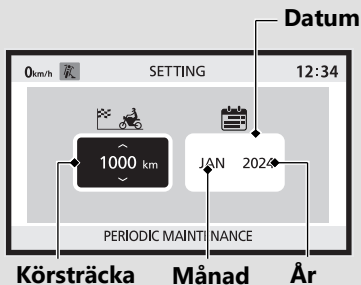 Datum
0km/h SETTING 12:34
1000 km JAN 2024
PERIODIC MAINTENANCE
Körsträcka Månad År